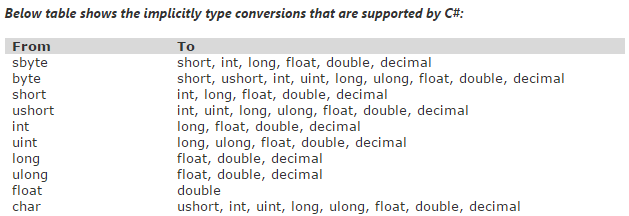 Below table shows the implicitly type conversions that are supported by C#:
From To
sbyte short, int, long, float, double, decimal
byte short, ushort, int, uint, long, ulong, float, double, decimal
short int, long, float, double, decimal
ushort int, uint, long, ulong, float, double, decimal
int long, float, double, decimal
uint long, ulong, float, double, decimal
long float, double, decimal
ulong float, double, decimal
float double
char ushort, int, uint, long, ulong, float, double, decimal